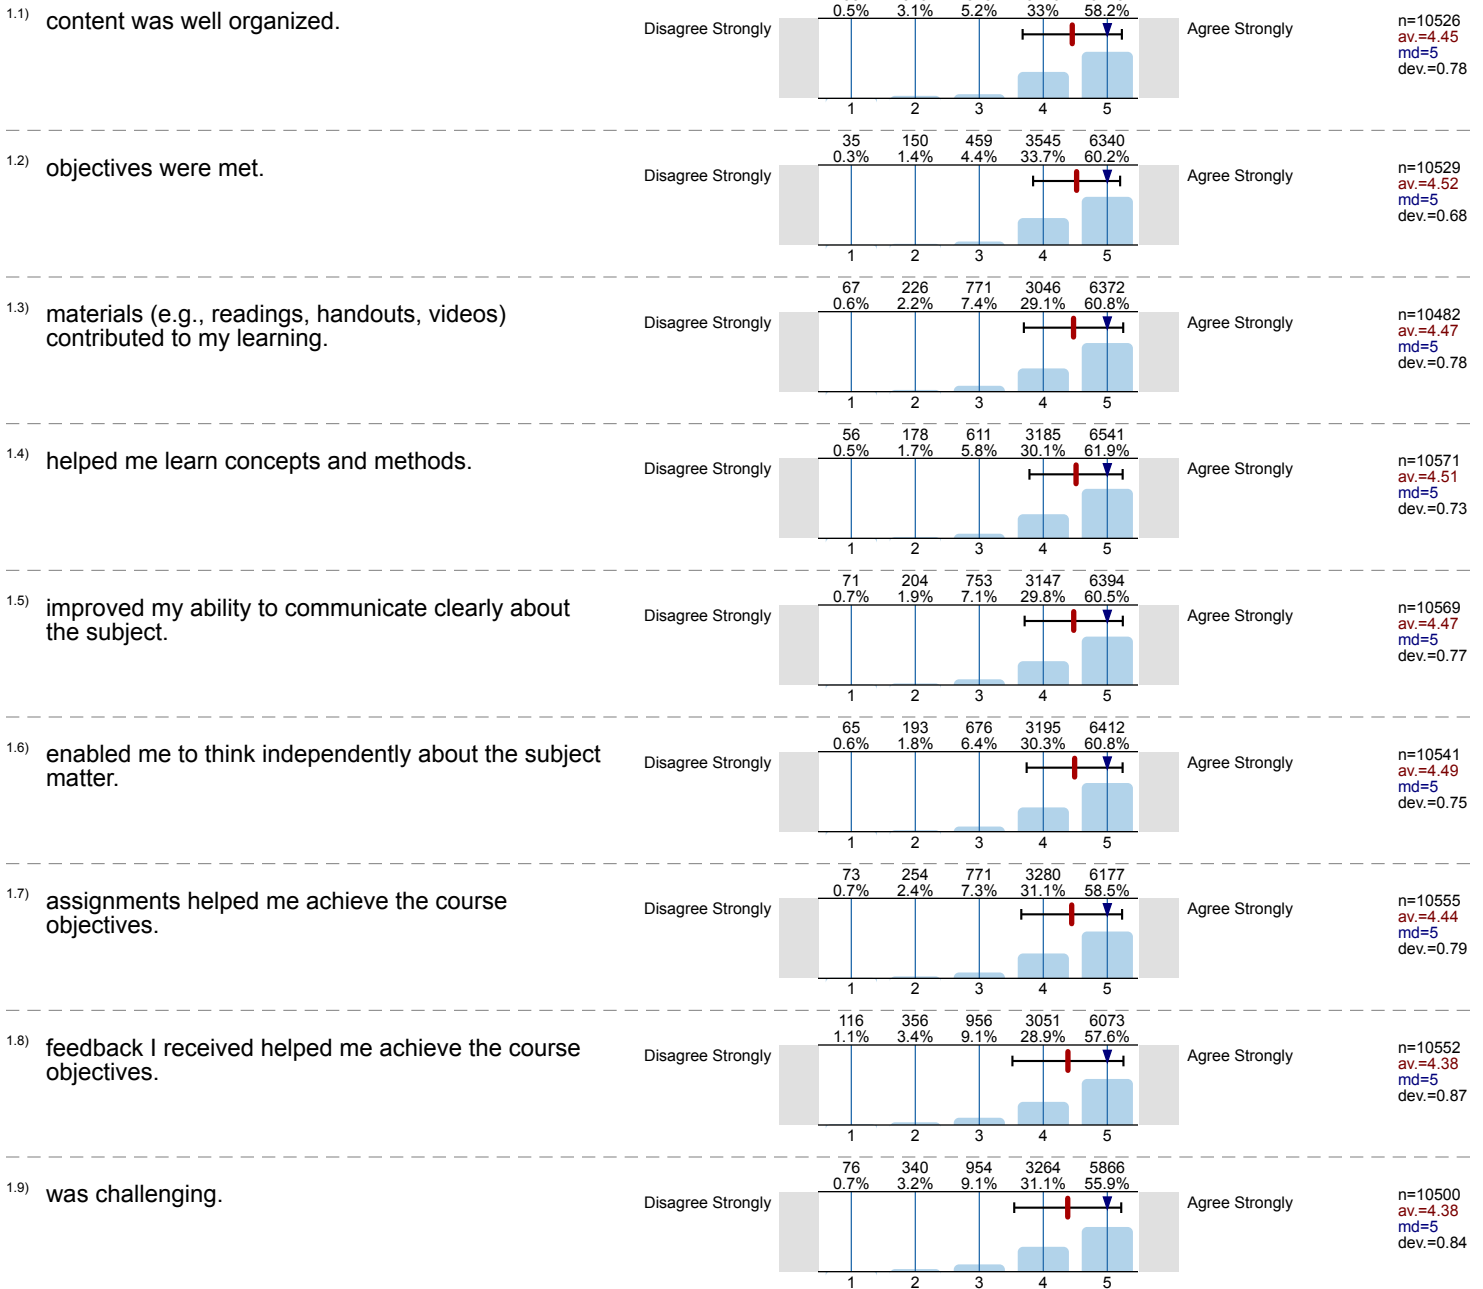 0.5% 3.1% 5.2% 33% 58.2%
1.1) content was well organized.
Disagree Strongly Agree Strongly
n=10526
av.=4.45
md=5
dev.=0.78
1 2 3 4 5
35 150 459 3545 6340
0.3% 1.4% 4.4% 33.7% 60.2%
1.2) objectives were met.
Disagree Strongly Agree Strongly
n=10529
av.=4.52
md=5
dev.=0.68
1 2 3 4 5
67 226 771 3046 6372
0.6% 2.2% 7.4% 29.1% 60.8%
1.3) materials (e.g., readings, handouts, videos)
contributed to my learning.
Disagree Strongly Agree Strongly
n=10482
av.=4.47
md=5
dev.=0.78
1 2 3 4 5
56 178 611 3185 6541
0.5% 1.7% 5.8% 30.1% 61.9%
1.4) helped me learn concepts and methods.
Disagree Strongly Agree Strongly
n=10571
av.=4.51
md=5
dev.=0.73
1 2 3 4 5
71 204 753 3147 6394
0.7% 1.9% 7.1% 29.8% 60.5%
1.5) improved my ability to communicate clearly about
the subject.
Disagree Strongly Agree Strongly
n=10569
av.=4.47
md=5
dev.=0.77
1 2 3 4 5
65 193 676 3195 6412
0.6% 1.8% 6.4% 30.3% 60.8%
1.6) enabled me to think independently about the subject
matter.
Disagree Strongly Agree Strongly
n=10541
av.=4.49
md=5
dev.=0.75
1 2 3 4 5
73 254 771 3280 6177
0.7% 2.4% 7.3% 31.1% 58.5%
1.7) assignments helped me achieve the course
objectives.
Disagree Strongly Agree Strongly
n=10555
av.=4.44
md=5
dev.=0.79
1 2 3 4 5
116 356 956 3051 6073
1.1% 3.4% 9.1% 28.9% 57.6%
1.8) feedback I received helped me achieve the course
objectives.
Disagree Strongly Agree Strongly
n=10552
av.=4.38
md=5
dev.=0.87
1 2 3 4 5
76 340 954 3264 5866
0.7% 3.2% 9.1% 31.1% 55.9%
1.9) was challenging.
Disagree Strongly Agree Strongly
n=10500
av.=4.38
md=5
dev.=0.84
1 2 3 4 5